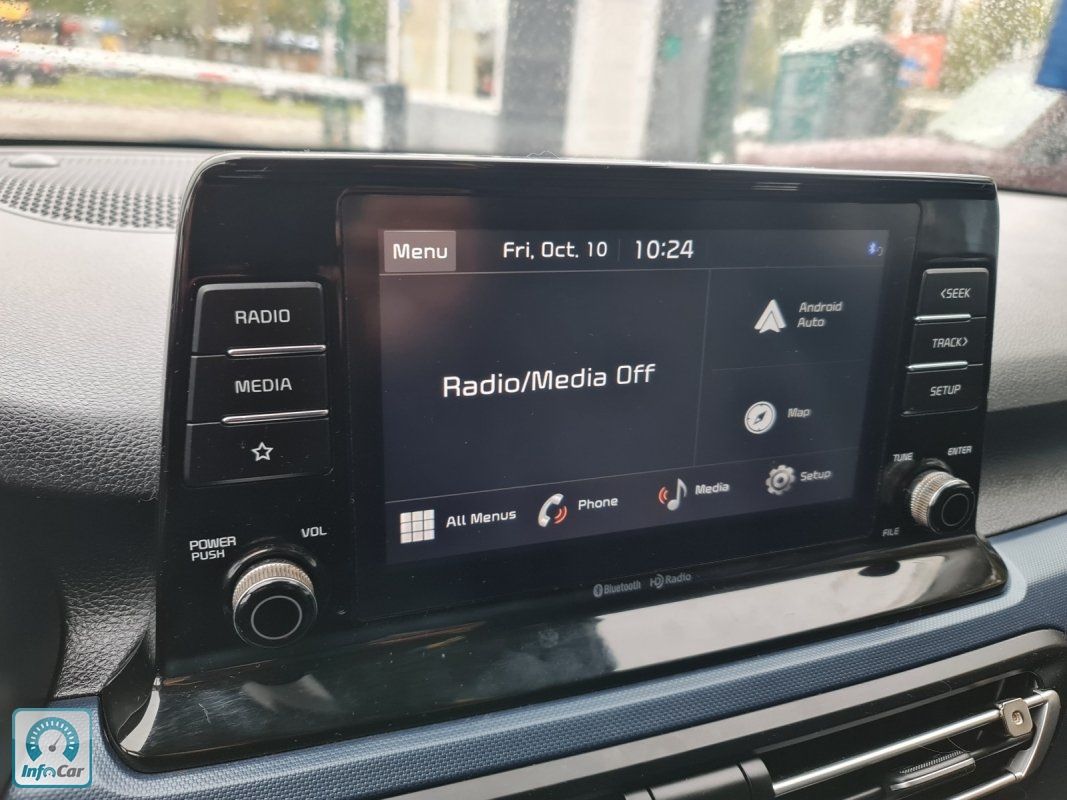 Menu
Fri, Oct. 10
10:24
RADIO
MEDIA
POWER
PUSH
VOL
Radio/Media Off
Android
Auto
Map
All Menus
Phone
Media
Setup
Bluetooth
HD Radio
<SEEK
TRACK>
SETUP
TUNE
ENTER
FILE
InfoCar